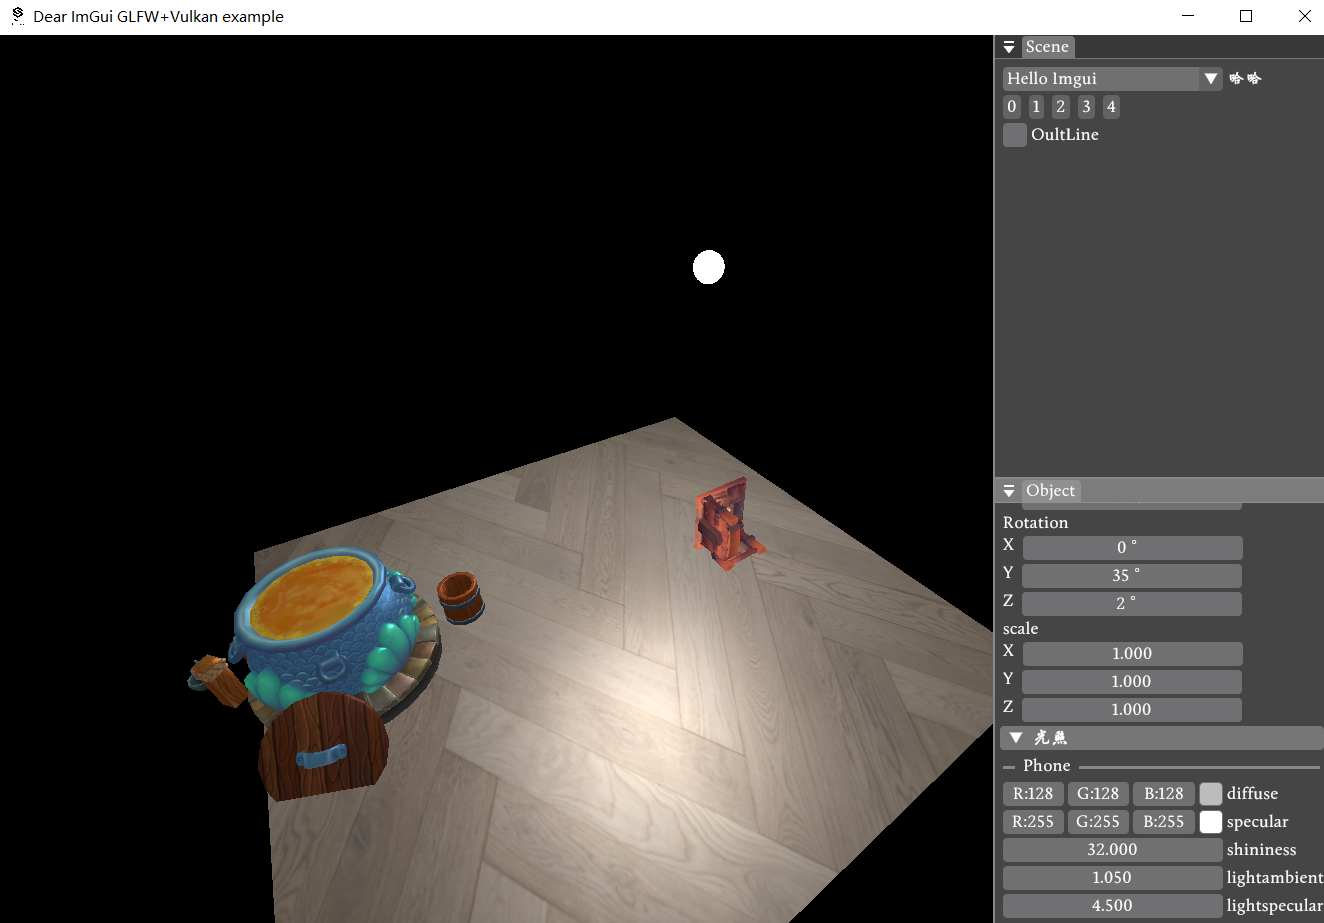 Dear ImGui GLFW+Vulkan example
Scene
Hello Imgui 哈哈
0 1 2 3 4
OultLine
Object
Rotation
X 0 °
Y 35 °
Z 2 °
scale
X 1.000
Y 1.000
Z 1.000
光照
Phone
R:128 G:128 B:128 diffuse
R:255 G:255 B:255 specular
32.000 shininess
1.050 lightambient
4.500 lightspecular